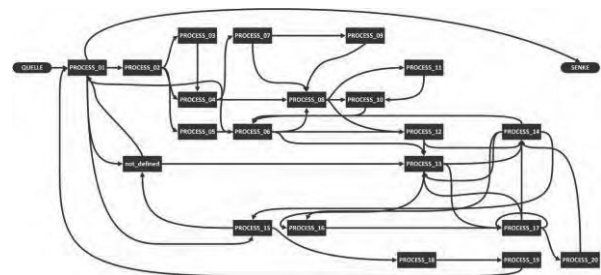 PROCESS_03
PROCESS_07
PROCESS_09
QUELLE
PROCESS_01
PROCESS_02
PROCESS_11
SENKE
PROCESS_04
PROCESS_08
PROCESS_10
PROCESS_05
PROCESS_06
PROCESS_12
PROCESS_14
not_defined
PROCESS_13
PROCESS_15
PROCESS_16
PROCESS_17
PROCESS_18
PROCESS_19
PROCESS_20